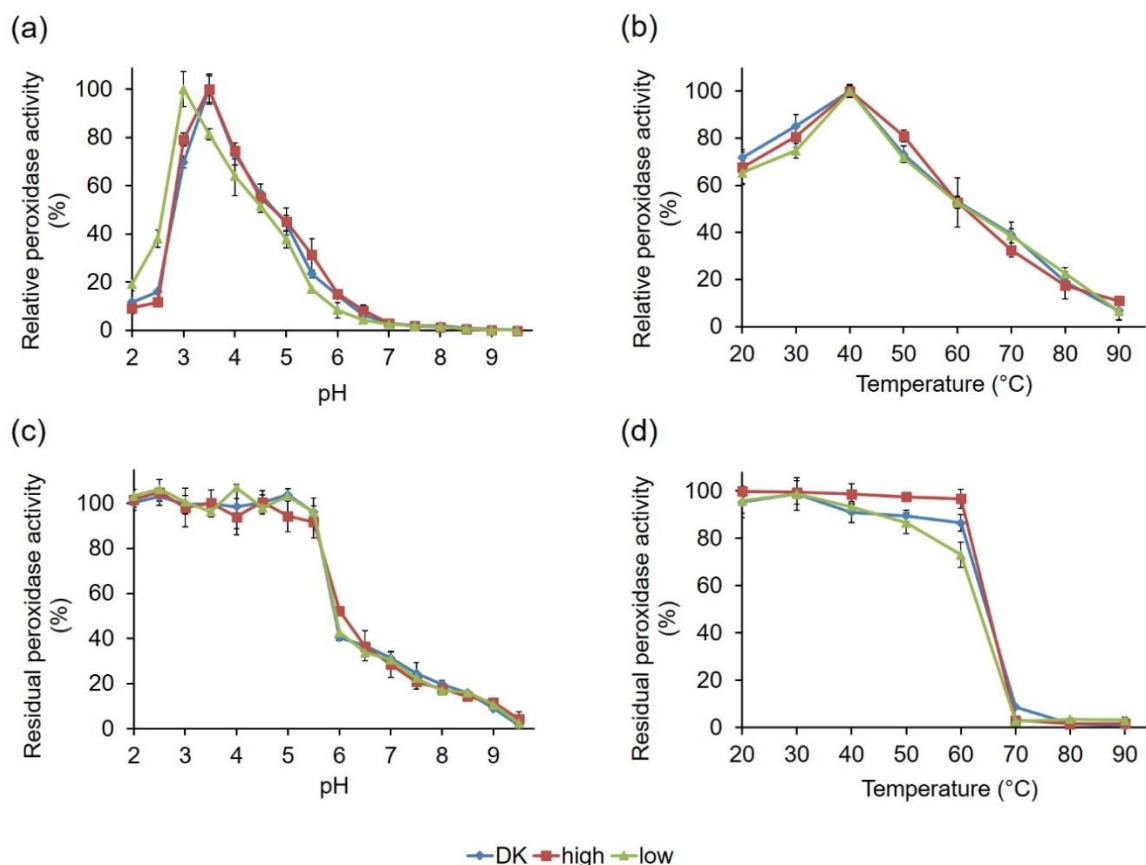 (a)
Relative peroxidase activity
(%)
100
80
60
40
20
0
2 3 4 5 6 7 8 9
pH
(b)
Relative peroxidase activity
(%)
100
80
60
40
20
0
20 30 40 50 60 70 80 90
Temperature (°C)
(c)
Residual peroxidase activity
(%)
100
80
60
40
20
0
2 3 4 5 6 7 8 9
pH
(d)
Residual peroxidase activity
(%)
100
80
60
40
20
0
20 30 40 50 60 70 80 90
Temperature (°C)
DK high low